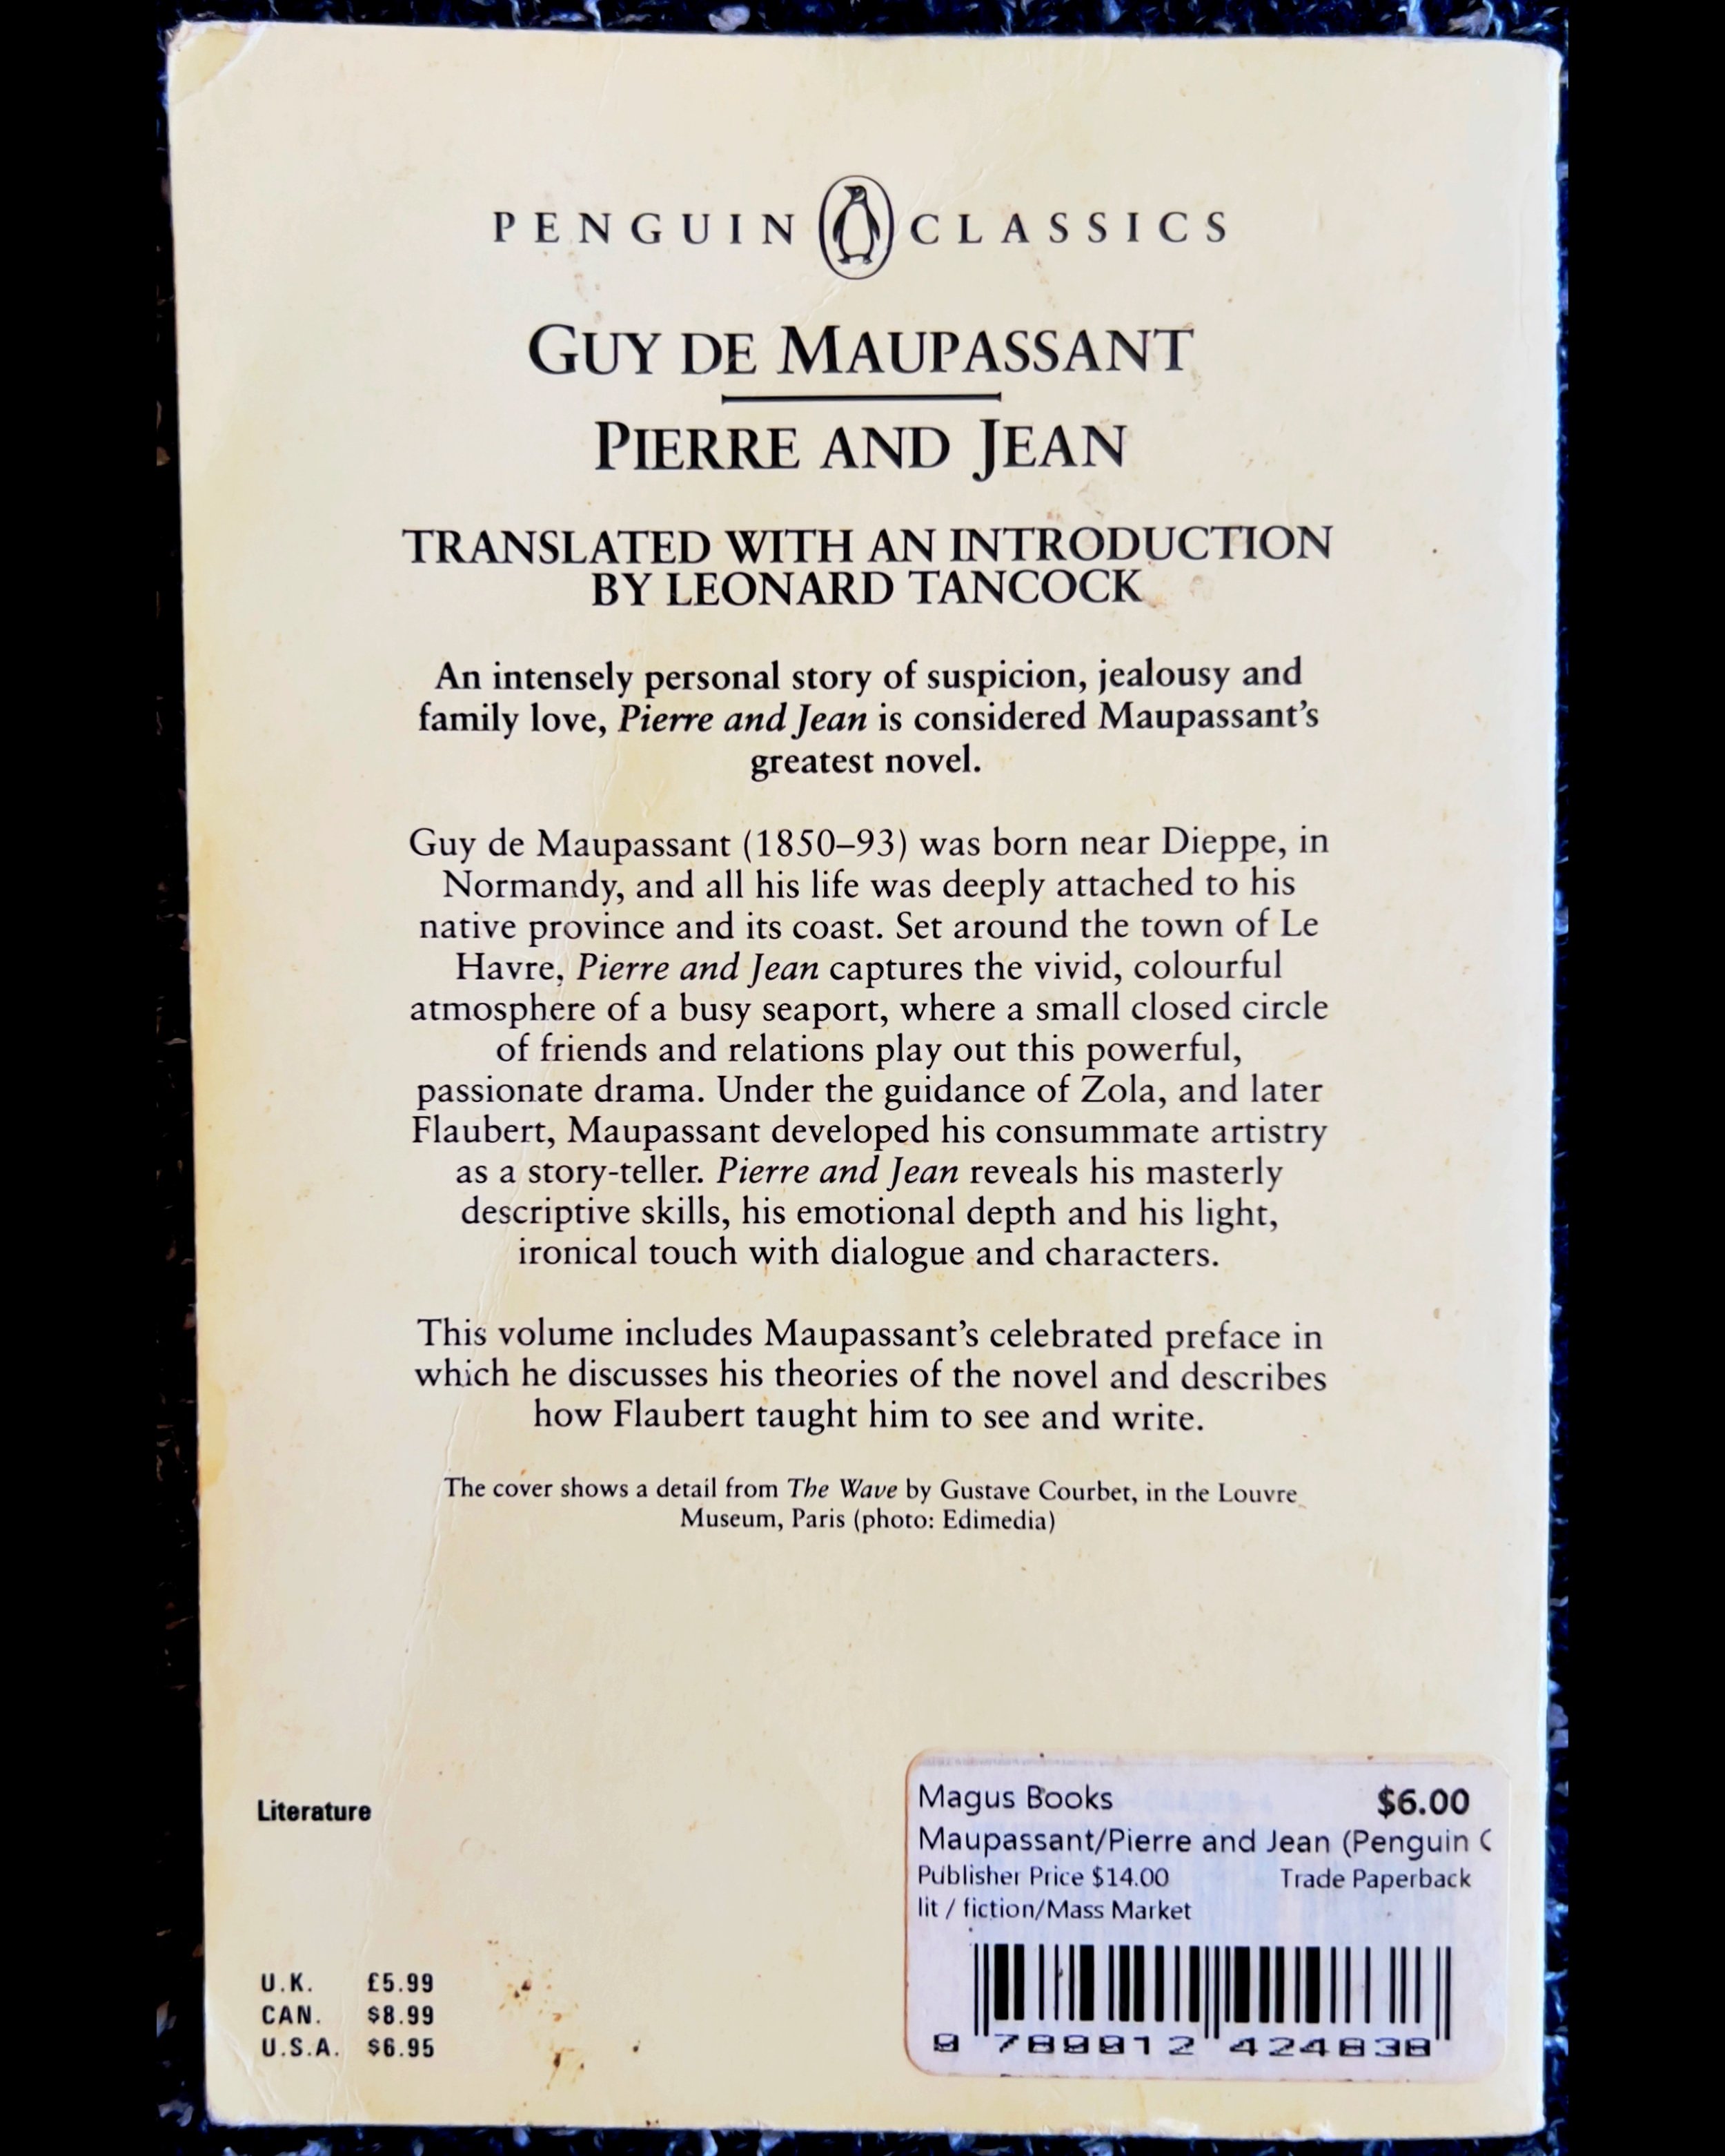 PENGUIN CLASSICS
GUY DE MAUPASSANT
PIERRE AND JEAN
TRANSLATED WITH AN INTRODUCTION
BY LEONARD TANCOCK
An intensely personal story of suspicion, jealousy and
family love, Pierre and Jean is considered Maupassant's
greatest novel.
Guy de Maupassant (1850–93) was born near Dieppe, in
Normandy, and all his life was deeply attached to his
native province and its coast. Set around the town of Le
Havre, Pierre and Jean captures the vivid, colourful
atmosphere of a busy seaport, where a small closed circle
of friends and relations play out this powerful,
passionate drama. Under the guidance of Zola, and later
Flaubert, Maupassant developed his consummate artistry
as a story-teller. Pierre and Jean reveals his masterly
descriptive skills, his emotional depth and his light,
ironical touch with dialogue and characters.
This volume includes Maupassant's celebrated preface in
which he discusses his theories of the novel and describes
how Flaubert taught him to see and write.
The cover shows a detail from The Wave by Gustave Courbet, in the Louvre
Museum, Paris (photo: Edimedia)
Literature
U.K. £5.99
CAN. $8.99
U.S.A. $6.95
Magus Books $6.00
Maupassant/Pierre and Jean (Penguin C
Publisher Price $14.00 Trade Paperback
lit / fiction/Mass Market